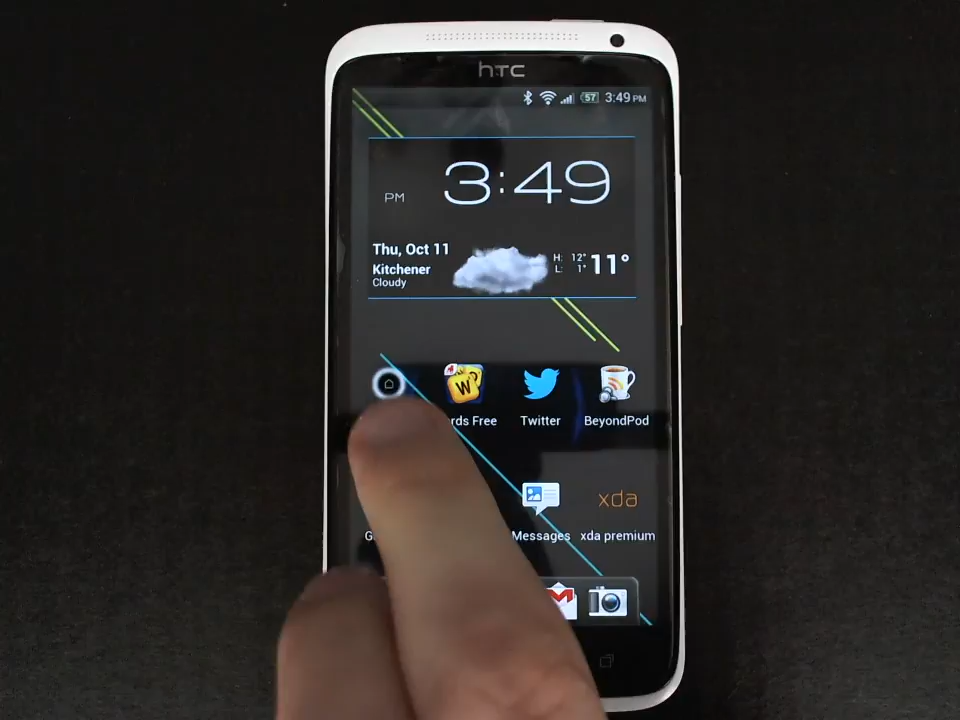 hTC
57 3:49 PM
PM 3:49
Thu, Oct 11
Kitchener
Cloudy
H: 12°
L: 1°
11°
W
rds Free Twitter BeyondPod
xda
G Messages xda premium